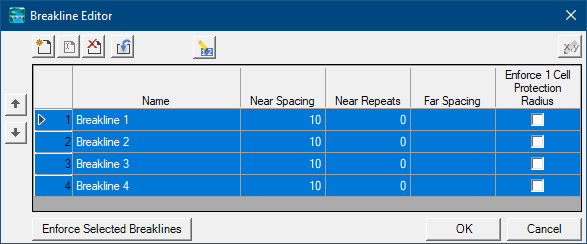 Breakline Editor
Name Near Spacing Near Repeats Far Spacing Enforce 1 Cell Protection Radius
1 Breakline 1 10 0
2 Breakline 2 10 0
3 Breakline 3 10 0
4 Breakline 4 10 0
Enforce Selected Breaklines OK Cancel